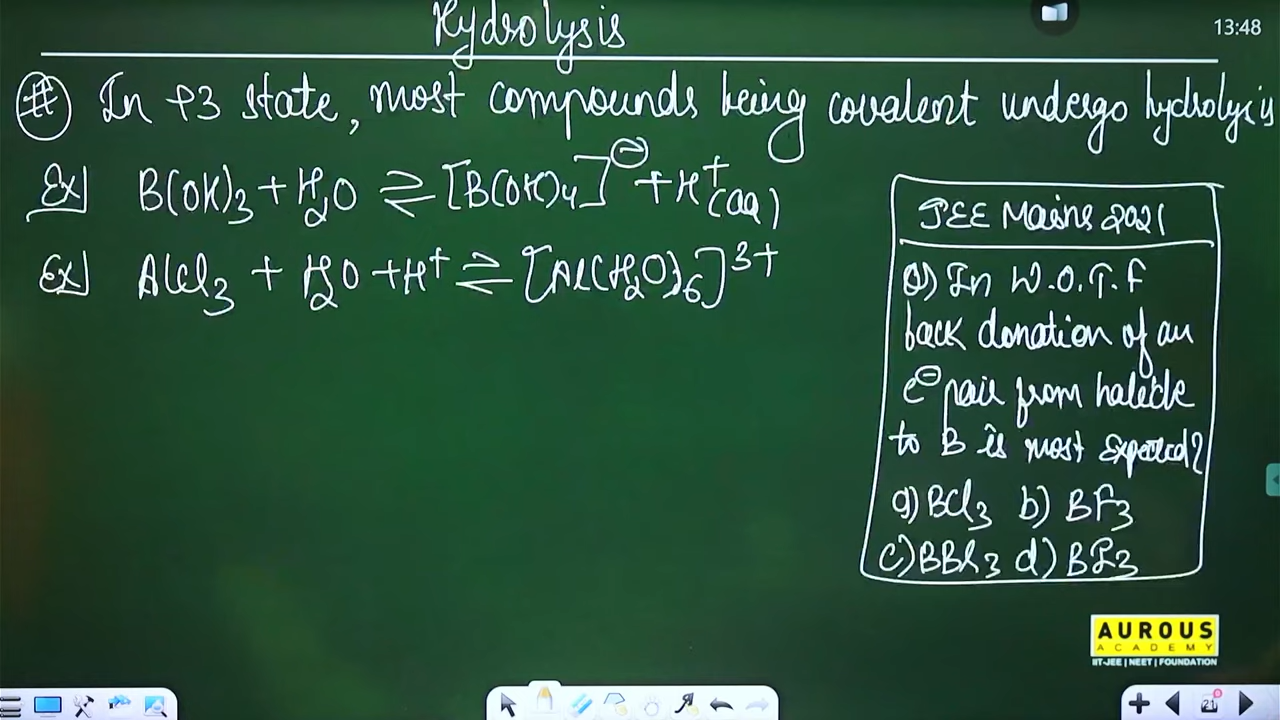 Hydrolysis
13:48
# In +3 state, most compounds being covalent undergo hydrolysis
Ex] B(OH)3 + H2O ⇌ [B(OH)4]⊖ + H+(aq)
Ex] AlCl3 + H2O + H+ ⇌ [Al(H2O)6]3+
JEE Mains 2021
Q) In W.O.T.F
back donation of an
e⊖ pair from halide
to B is most expected?
a) BCl3 b) BF3
c) BBr3 d) BI3
AUROUS
ACADEMY
IIT-JEE | NEET | FOUNDATION
21